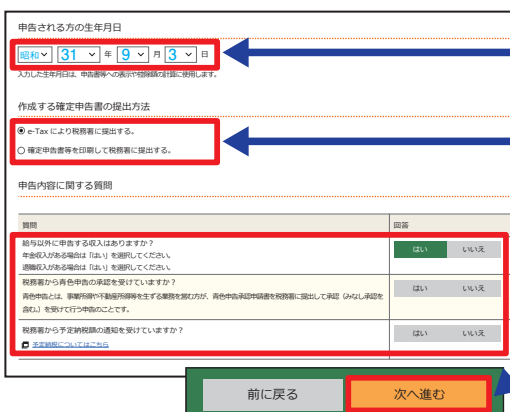 申告される方の生年月日
昭和 31 年 9 月 3 日
入力した生年月日は、申告書等への表示や控除額の計算に使用します。
作成する確定申告書の提出方法
e-Tax により税務署に提出する。
確定申告書等を印刷して税務署に提出する。
申告内容に関する質問
質問 回答
給与以外に申告する収入はありますか？ はい いいえ
年金収入がある場合は「はい」を選択してください。
退職収入がある場合は「はい」を選択してください。
税務署から青色申告の承認を受けていますか？ はい いいえ
青色申告とは、事業所得や不動産所得等を生ずる業務を営む方が、青色申告承認申請書を税務署に提出して承認（みなし承認を
含む。）を受けて行う申告のことです。
税務署から予定納税額の通知を受けていますか？ はい いいえ
予定納税についてはこちら
前に戻る 次へ進む